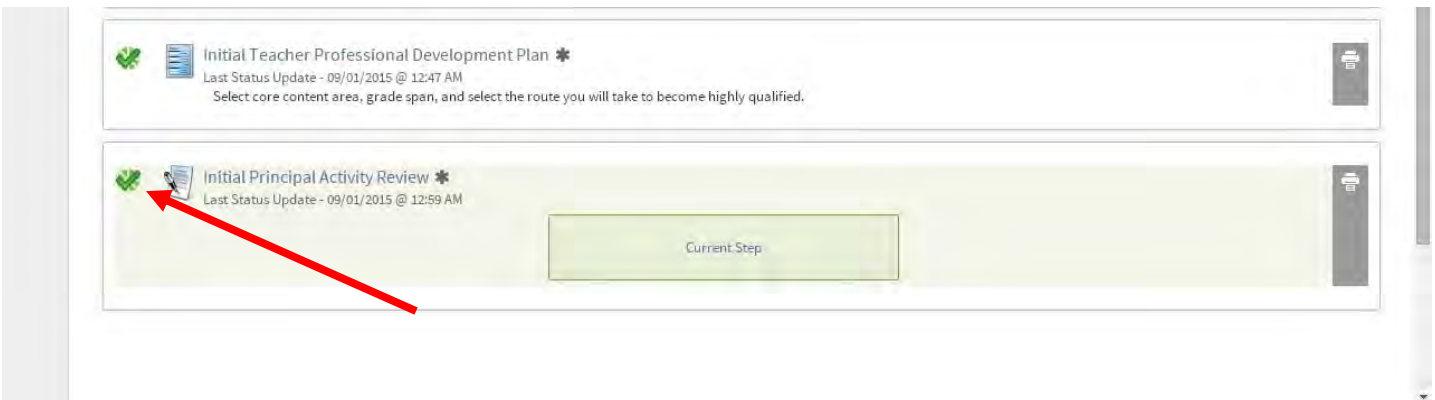 Initial Teacher Professional Development Plan ✱
Last Status Update - 09/01/2015 @ 12:47 AM
Select core content area, grade span, and select the route you will take to become highly qualified.
Initial Principal Activity Review ✱
Last Status Update - 09/01/2015 @ 12:59 AM
Current Step